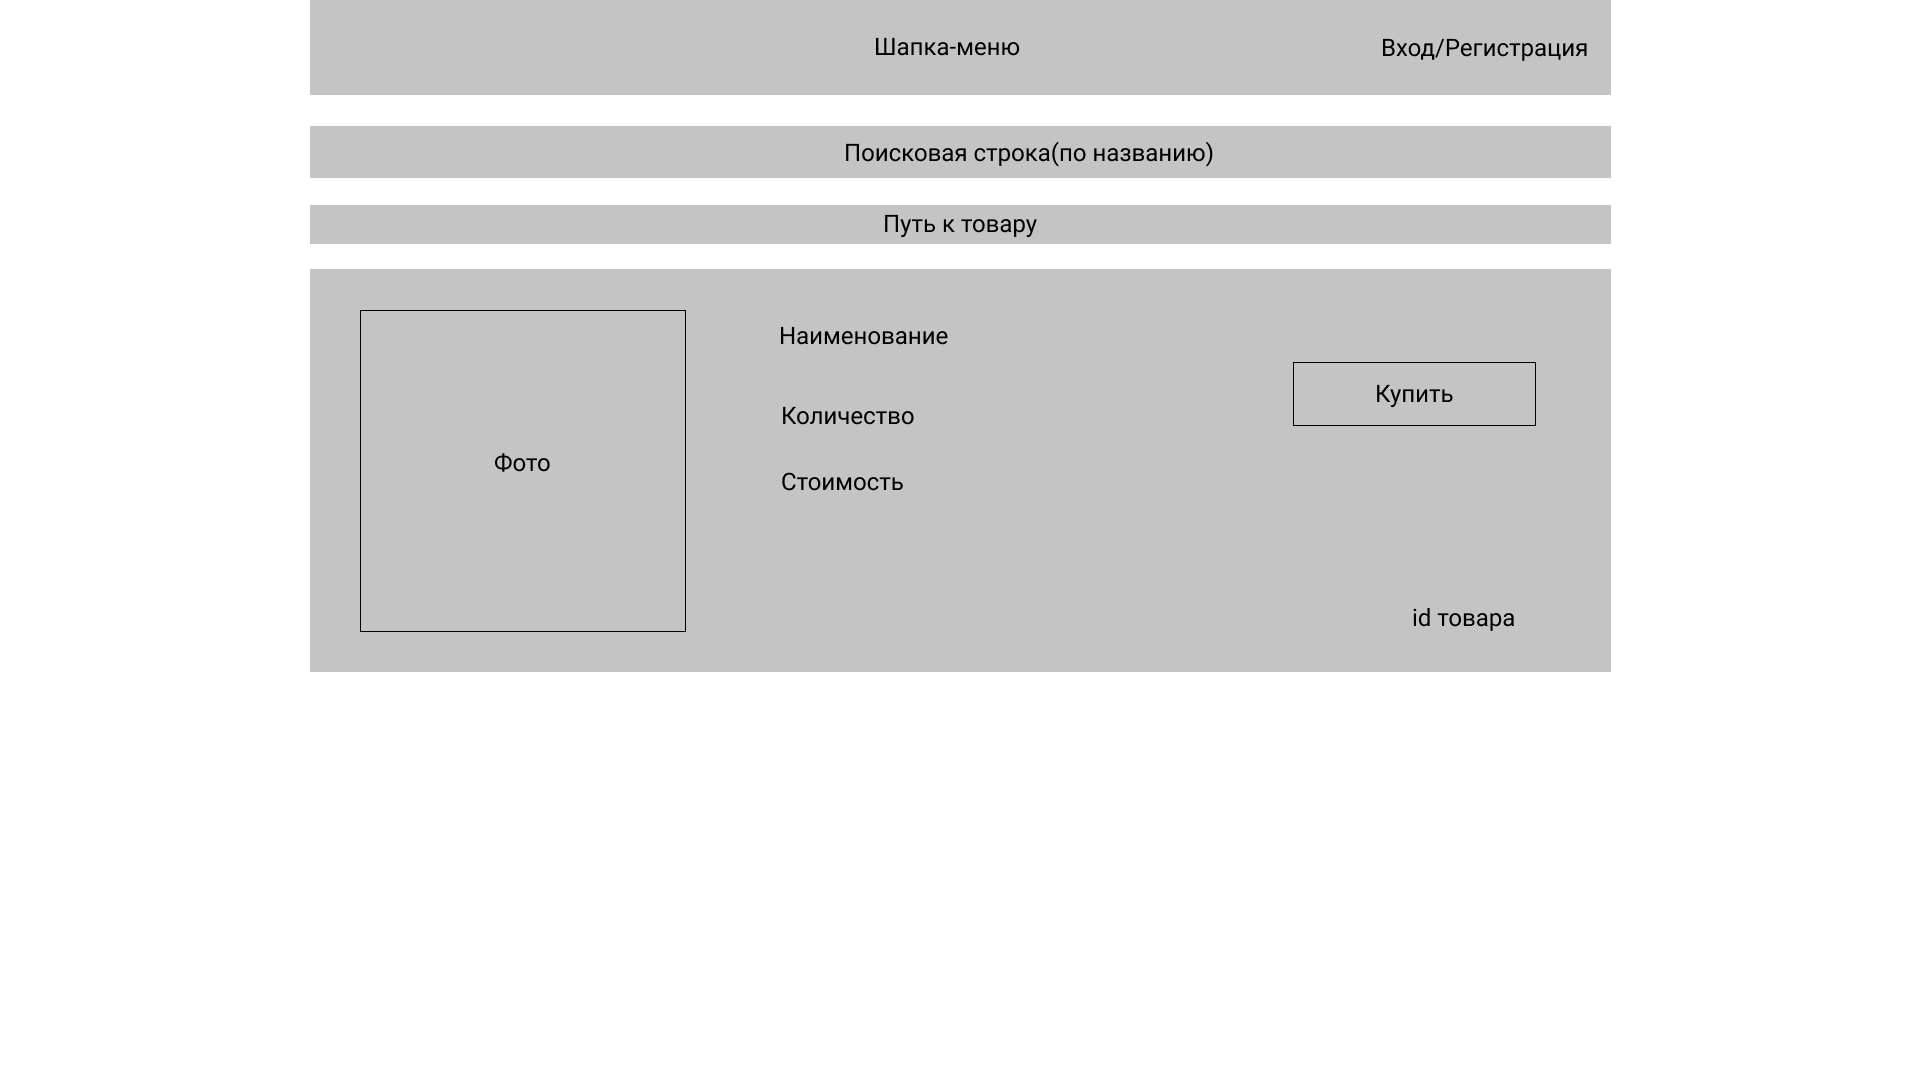 Шапка-меню
Вход/Регистрация
Поисковая строка(по названию)
Путь к товару
Фото
Наименование
Количество
Стоимость
Купить
id товара